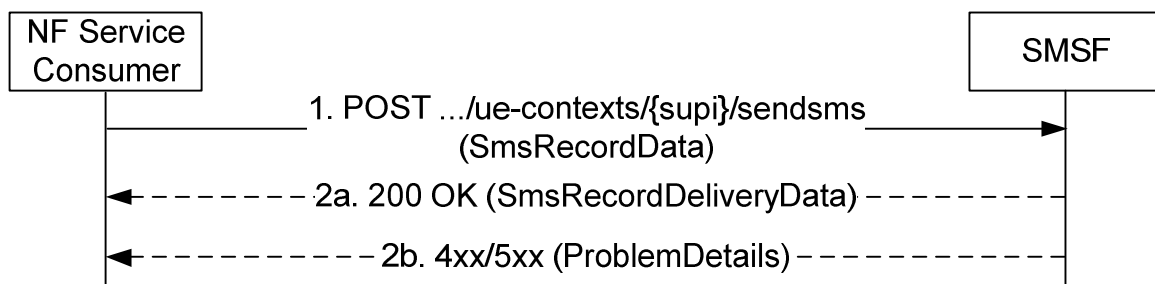 NF Service
Consumer
SMSF
1. POST .../ue-contexts/{supi}/sendsms
(SmsRecordData)
2a. 200 OK (SmsRecordDeliveryData)
2b. 4xx/5xx (ProblemDetails)